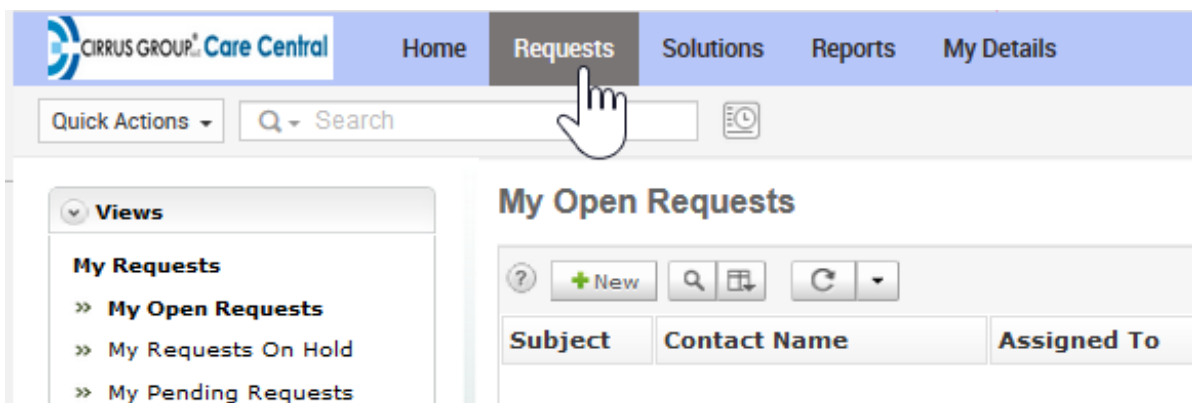 CIRRUS GROUP. Care Central Home Requests Solutions Reports My Details
Quick Actions Search
Views
My Requests
My Open Requests
My Requests On Hold
My Pending Requests
My Open Requests
? New
Subject Contact Name Assigned To